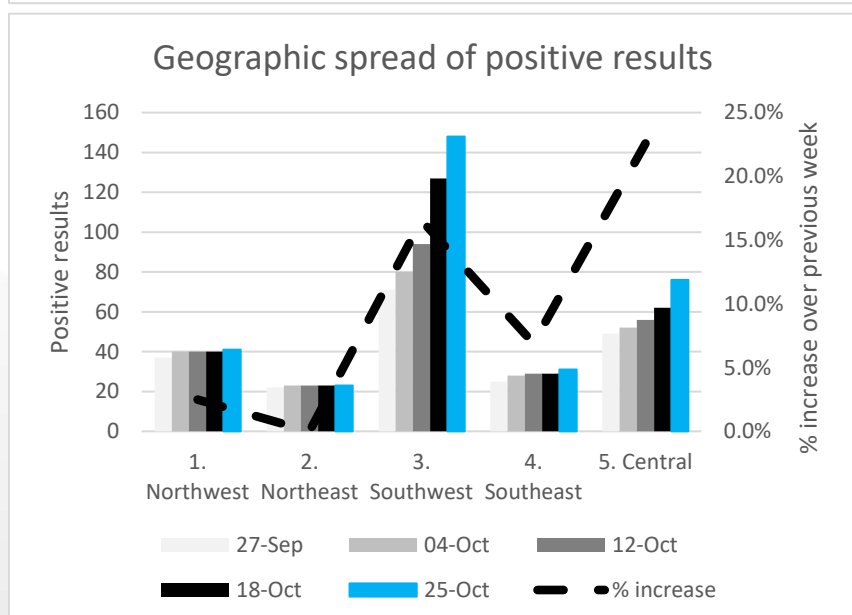 Geographic spread of positive results
Positive results
160
140
120
100
80
60
40
20
0
25.0%
20.0%
15.0%
10.0%
5.0%
0.0%
% increase over previous week
1.
Northwest
2.
Northeast
3.
Southwest
4.
Southeast
5. Central
27-Sep
04-Oct
12-Oct
18-Oct
25-Oct
% increase